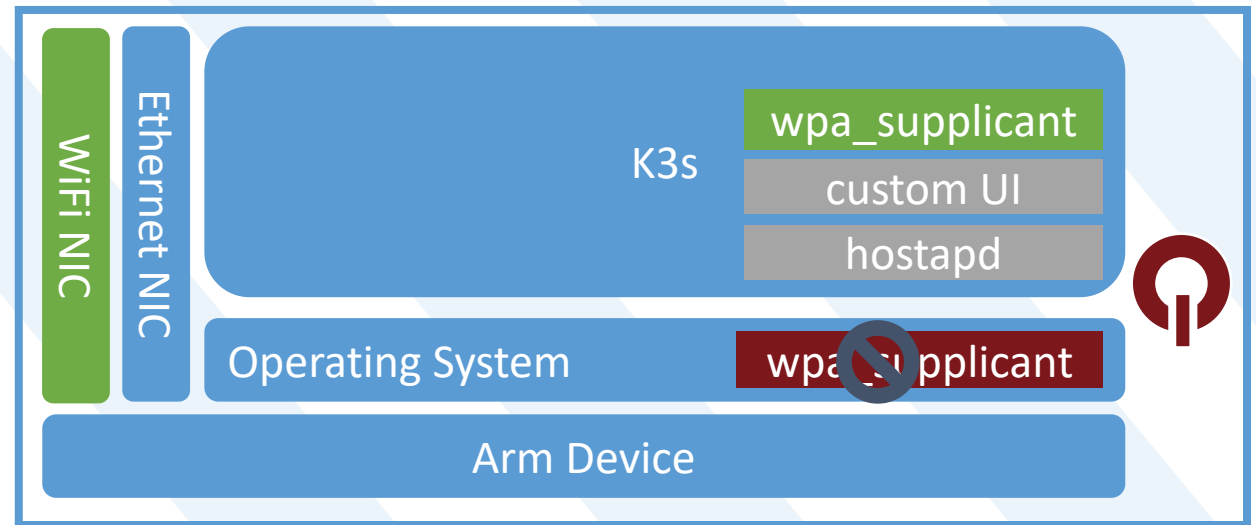 WiFi NIC
Ethernet NIC
K3s
wpa_supplicant
custom UI
hostapd
Operating System
wpa_supplicant
Arm Device